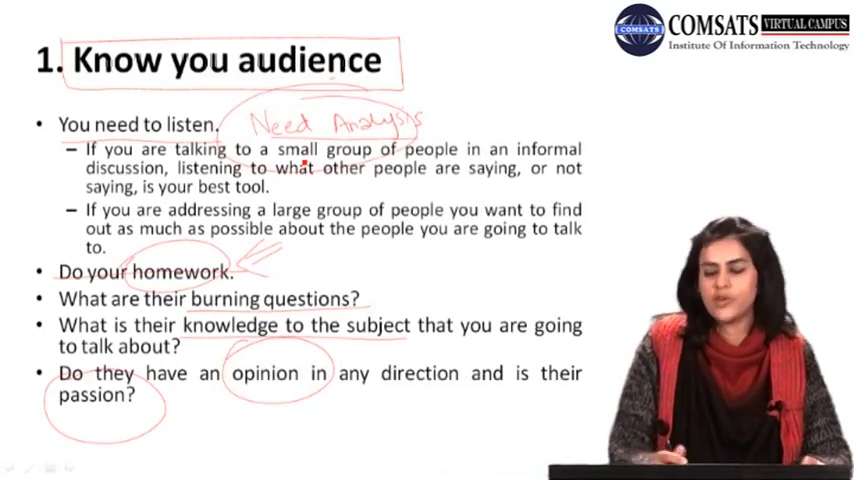 COMSATS VIRTUAL CAMPUS
COMSATS
Institute Of Information Technology
1. Know you audience
• You need to listen. Need Analysis
– If you are talking to a small group of people in an informal
discussion, listening to what other people are saying, or not
saying, is your best tool.
– If you are addressing a large group of people you want to find
out as much as possible about the people you are going to talk
to.
• Do your homework.
• What are their burning questions?
• What is their knowledge to the subject that you are going
to talk about?
• Do they have an opinion in any direction and is their
passion?